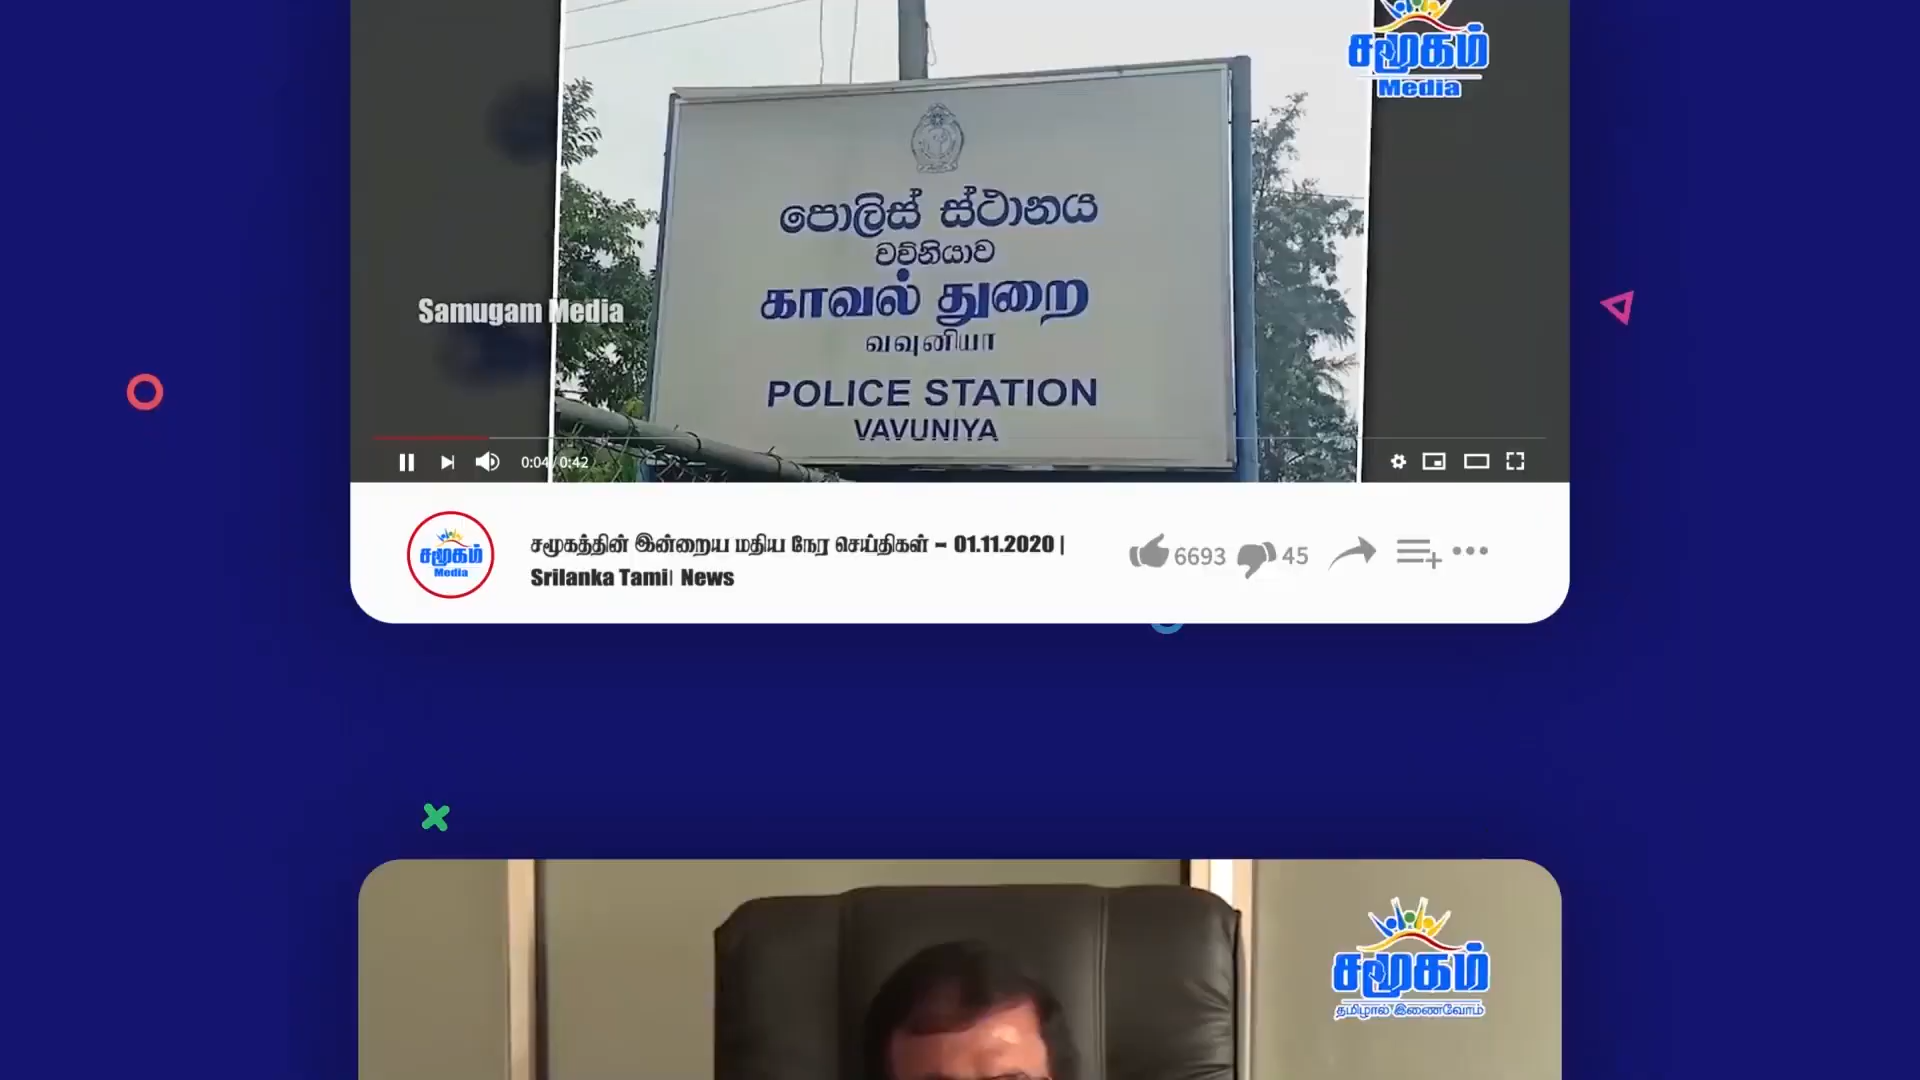 சமூகம்
Media
පොලිස් ස්ථානය
වව්නියාව
காவல் துறை
வவுனியா
POLICE STATION
VAVUNIYA
Samugam Media
0:04/0:42
சமூகம்
Media
சமூகத்தின் இன்றைய மதிய நேர செய்திகள் – 01.11.2020 |
Srilanka Tamil News
6693
45
சமூகம்
தமிழால் இணைவோம்